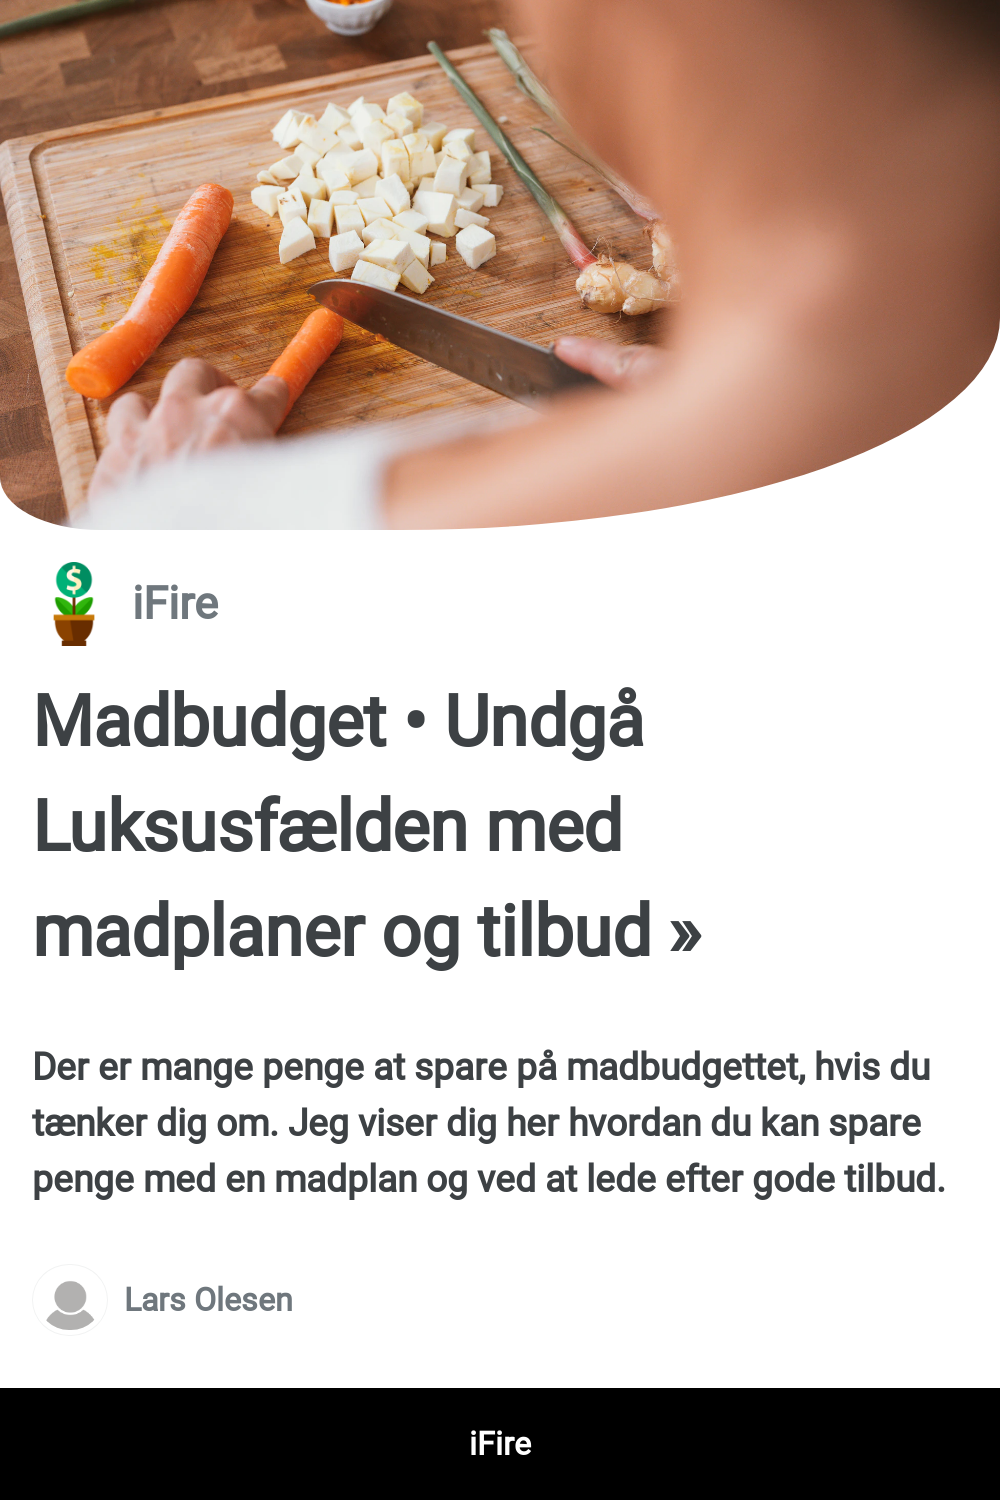 $
iFire
Madbudget • Undgå
Luksusfælden med
madplaner og tilbud »
Der er mange penge at spare på madbudgettet, hvis du
tænker dig om. Jeg viser dig her hvordan du kan spare
penge med en madplan og ved at lede efter gode tilbud.
Lars Olesen
iFire